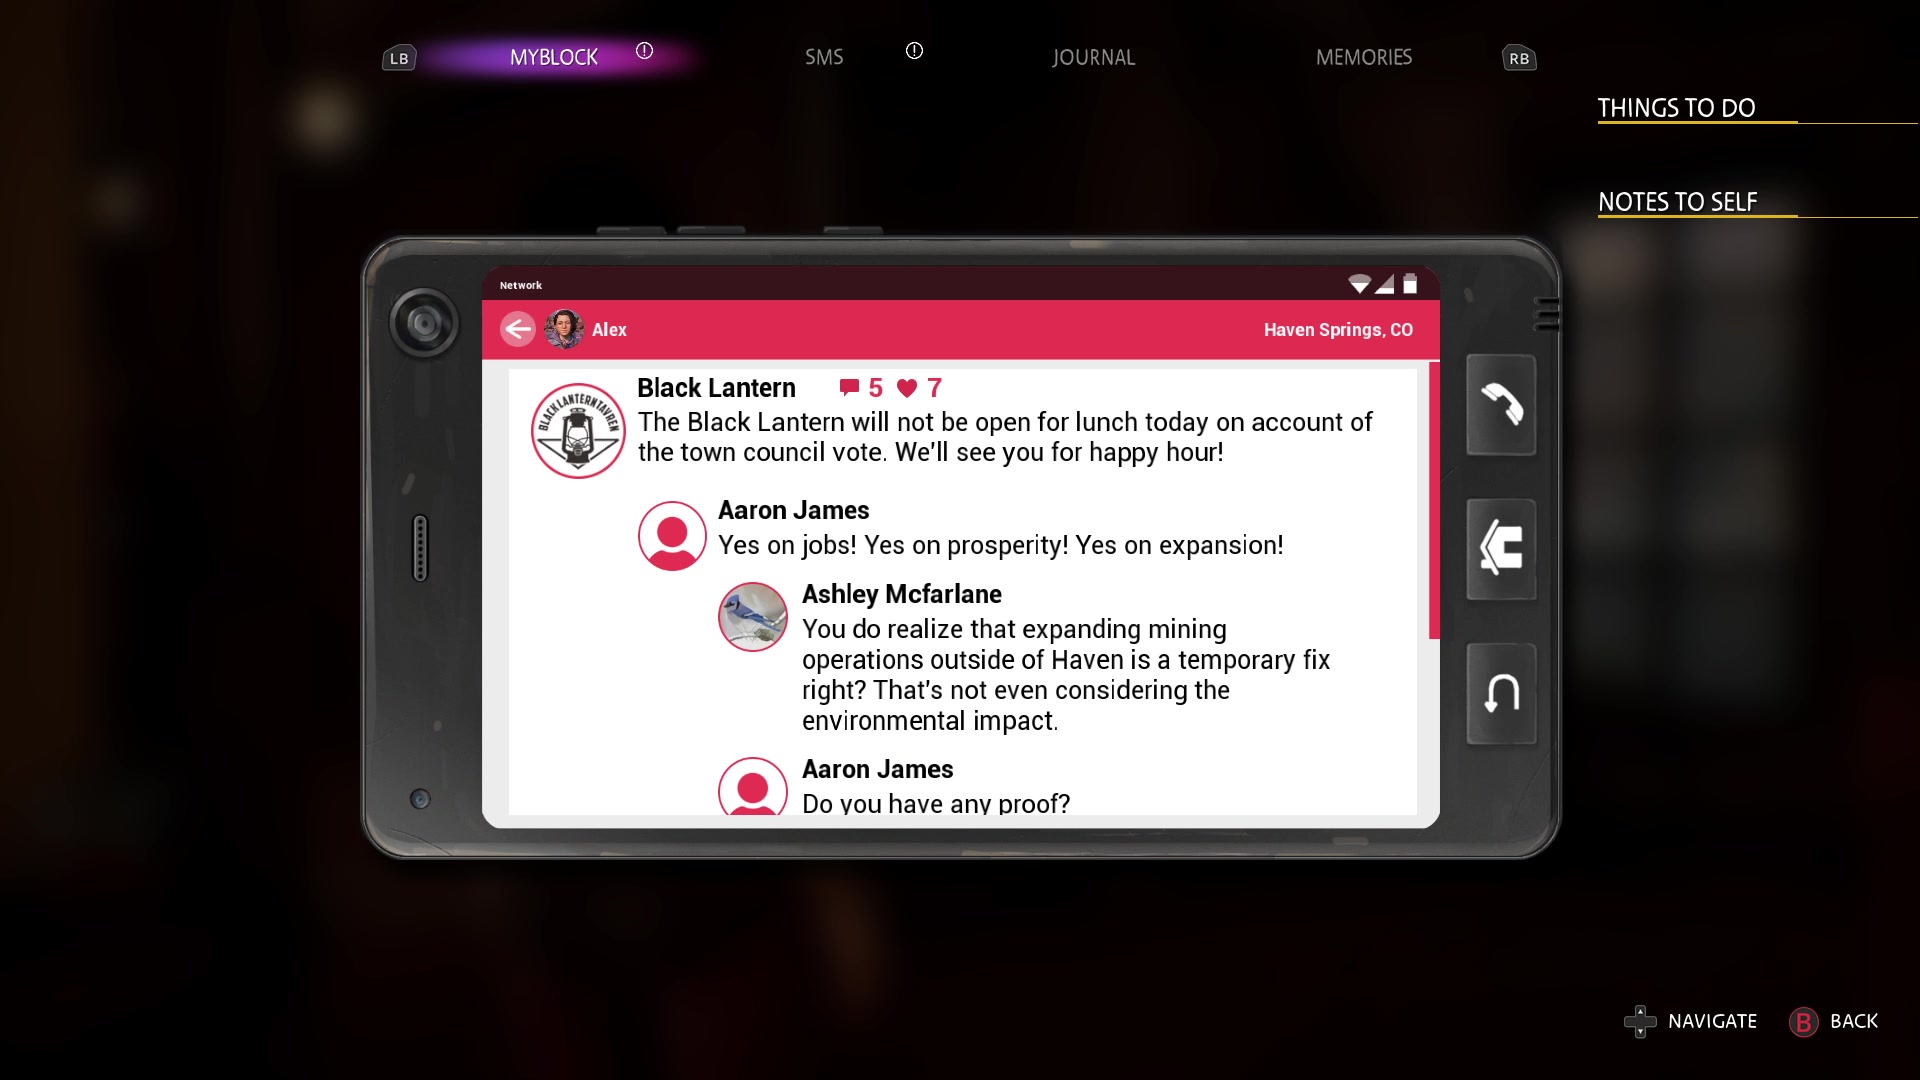 LB MYBLOCK ! SMS ! JOURNAL MEMORIES RB
THINGS TO DO
NOTES TO SELF
Network
Alex
Haven Springs, CO
BLACK LANTERN TAVREN
Black Lantern 5 7
The Black Lantern will not be open for lunch today on account of
the town council vote. We'll see you for happy hour!
Aaron James
Yes on jobs! Yes on prosperity! Yes on expansion!
Ashley Mcfarlane
You do realize that expanding mining
operations outside of Haven is a temporary fix
right? That's not even considering the
environmental impact.
Aaron James
Do you have any proof?
NAVIGATE B BACK